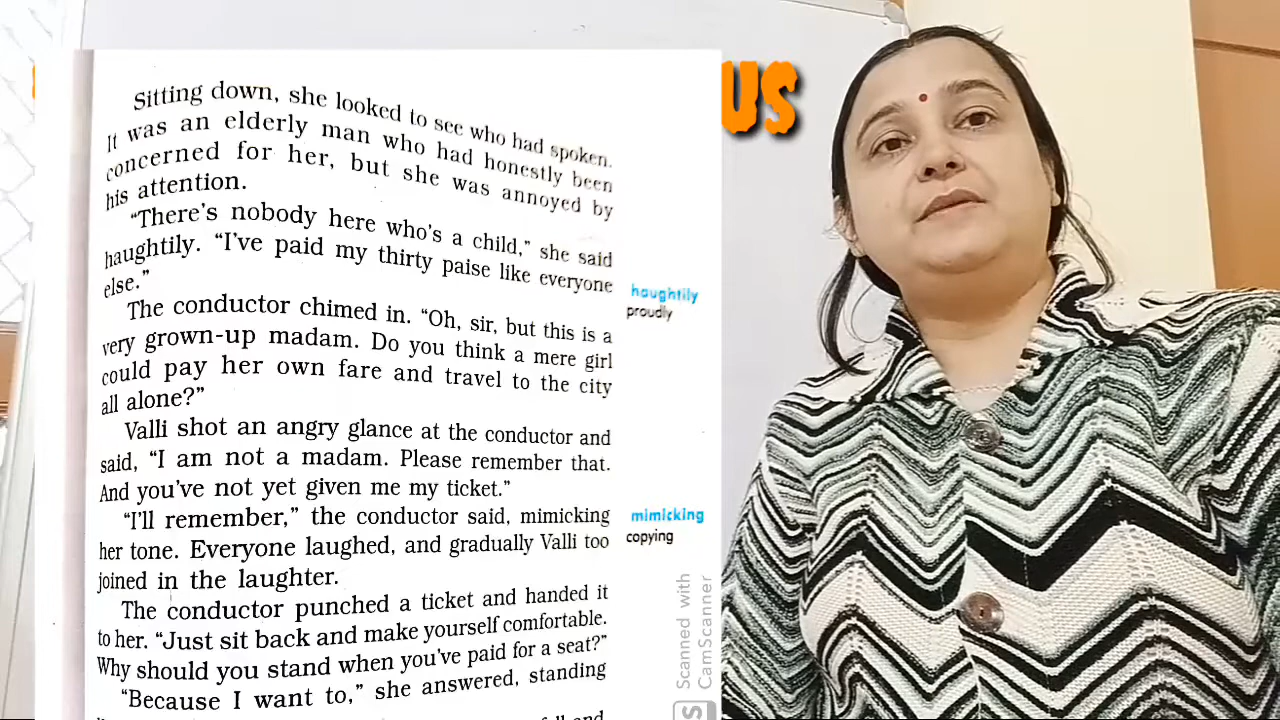 US
Sitting down, she looked to see who had spoken.
It was an elderly man who had honestly been
concerned for her, but she was annoyed by
his attention.
“There’s nobody here who’s a child,” she said
haughtily. “I’ve paid my thirty paise like everyone
else.”
haughtily
proudly
The conductor chimed in. “Oh, sir, but this is a
very grown-up madam. Do you think a mere girl
could pay her own fare and travel to the city
all alone?”
Valli shot an angry glance at the conductor and
said, “I am not a madam. Please remember that.
And you’ve not yet given me my ticket.”
“I’ll remember,” the conductor said, mimicking
her tone. Everyone laughed, and gradually Valli too
joined in the laughter.
mimicking
copying
The conductor punched a ticket and handed it
to her. “Just sit back and make yourself comfortable.
Why should you stand when you’ve paid for a seat?”
“Because I want to,” she answered, standing
and
Scanned with
CamScanner